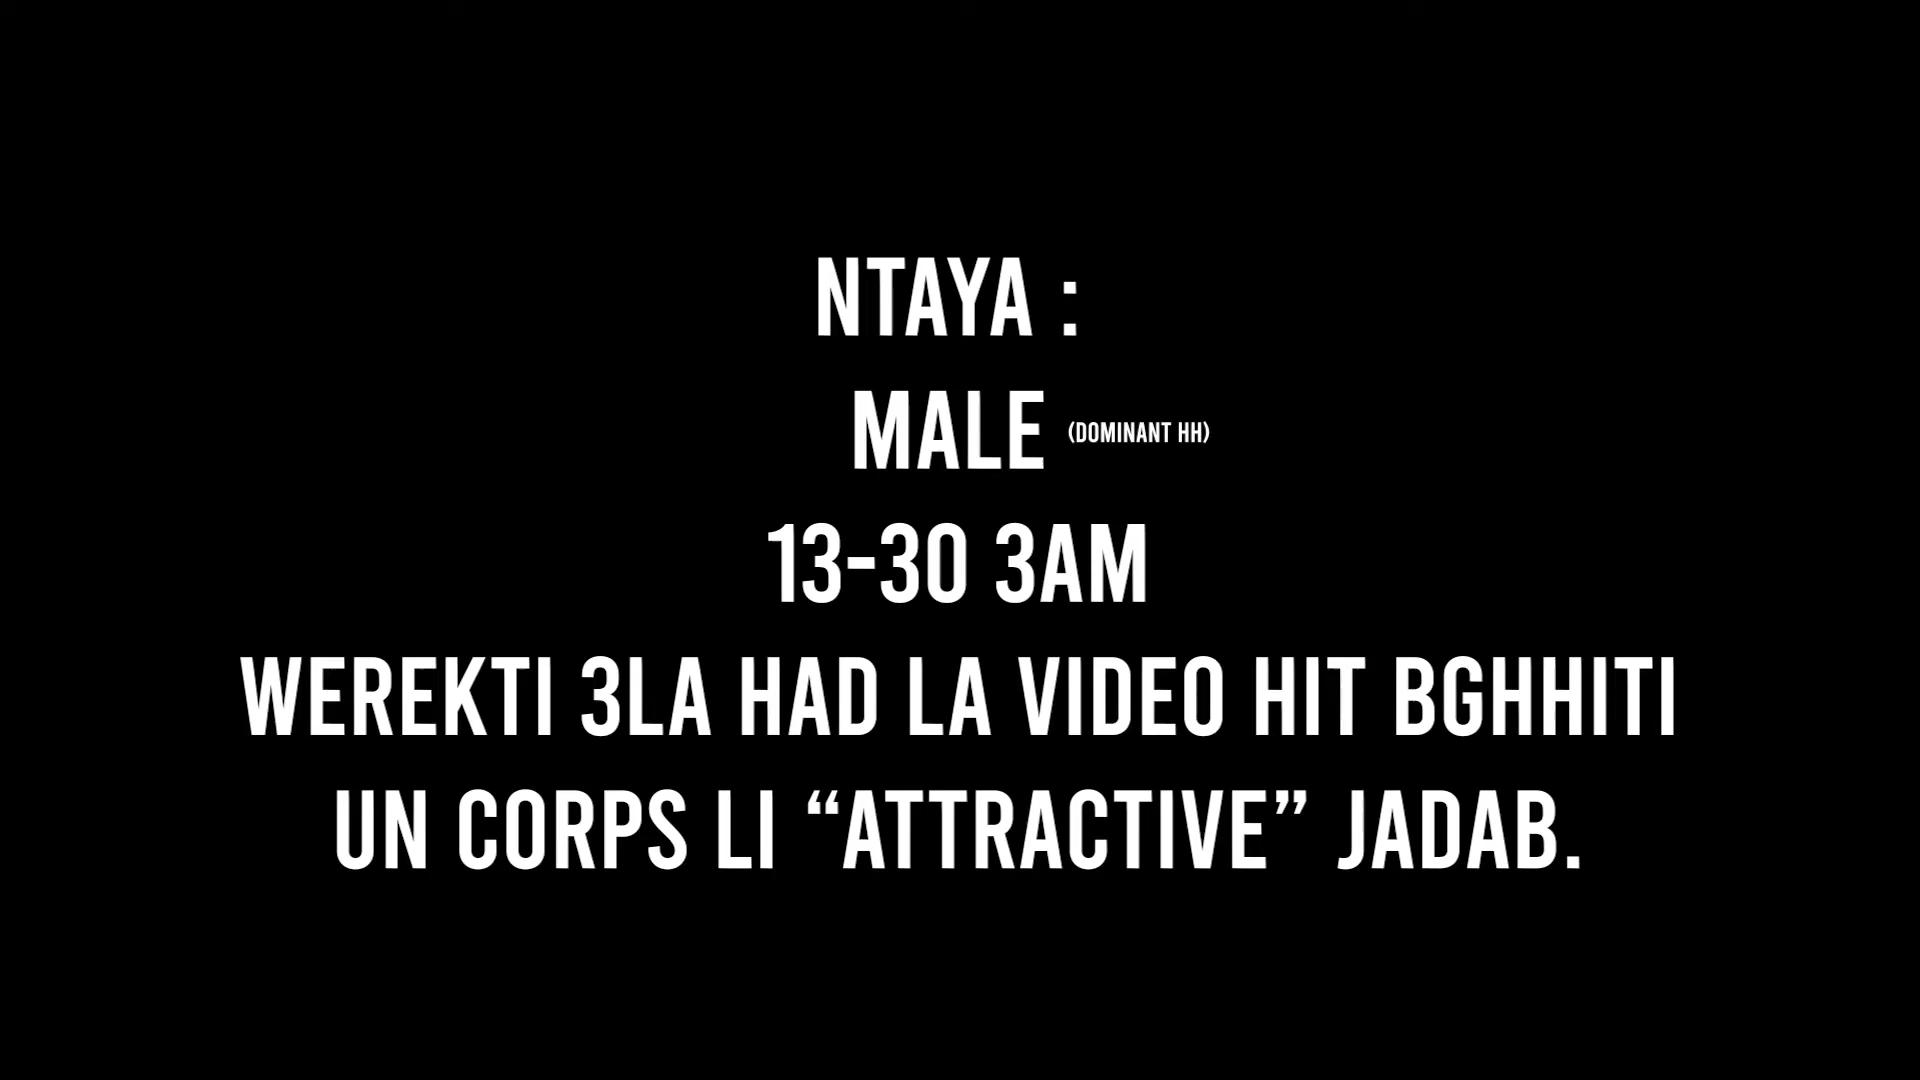 NTAYA :
MALE (DOMINANT HH)
13-30 3AM
WEREKTI 3LA HAD LA VIDEO HIT BGHHITI
UN CORPS LI “ATTRACTIVE” JADAB.